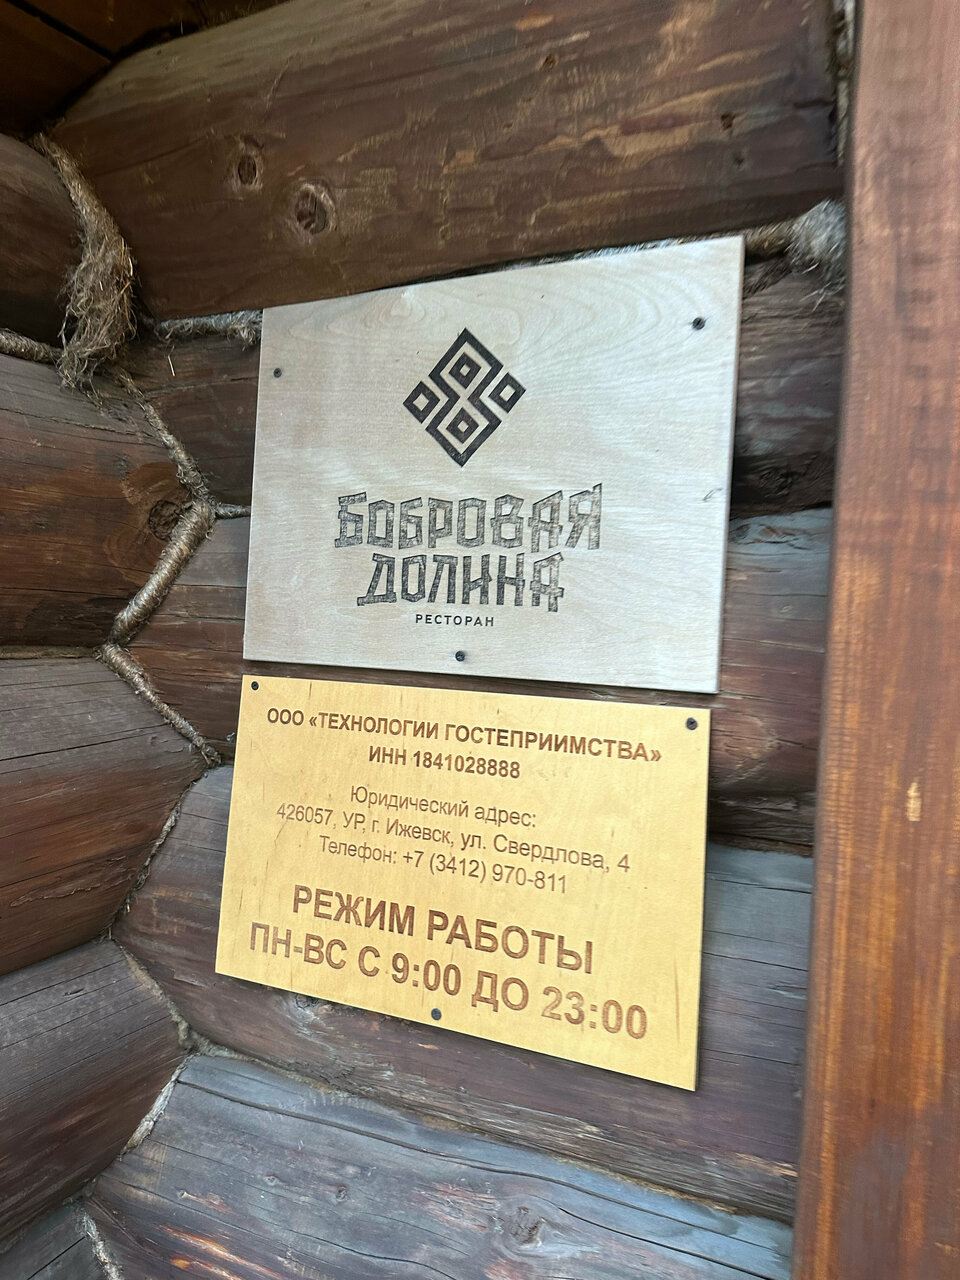 БОБРОВАЯ
ДОЛИНА
РЕСТОРАН
ООО «ТЕХНОЛОГИИ ГОСТЕПРИИМСТВА»
ИНН 1841028888
Юридический адрес:
426057, УР, г. Ижевск, ул. Свердлова, 4
Телефон: +7 (3412) 970-811
РЕЖИМ РАБОТЫ
ПН-ВС С 9:00 ДО 23:00